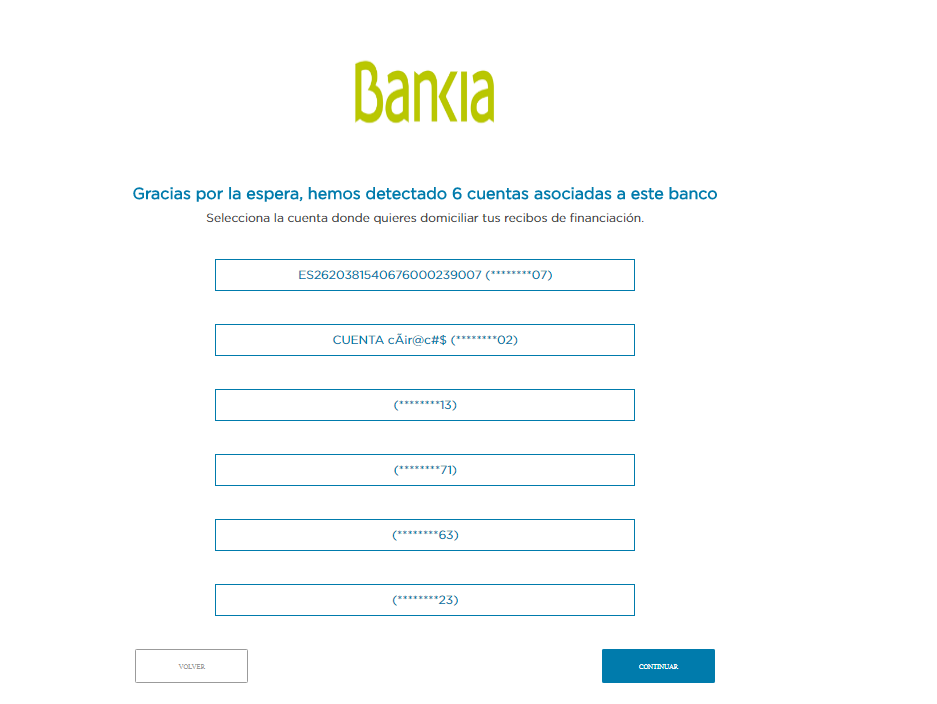 Bankia
Gracias por la espera, hemos detectado 6 cuentas asociadas a este banco
Selecciona la cuenta donde quieres domiciliar tus recibos de financiación.
ES2620381540676000239007 (********07)
CUENTA cÃir@c#$ (********02)
(********13)
(********71)
(********63)
(********23)
VOLVER
CONTINUAR